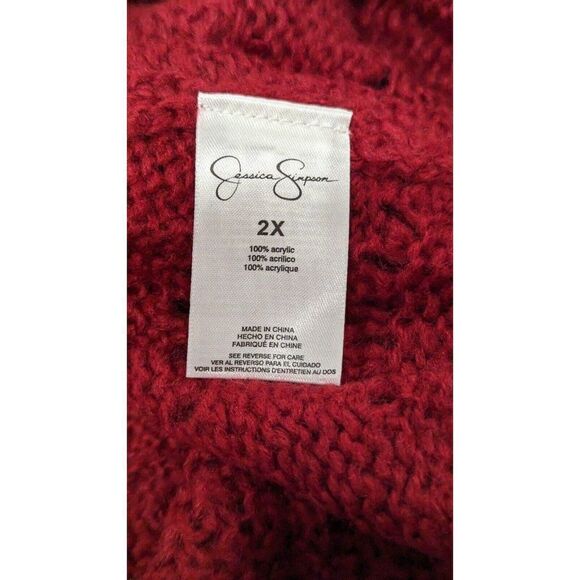 Jessica Simpson
2X
100% acrylic
100% acrilico
100% acrylique
MADE IN CHINA
HECHO EN CHINA
FABRIQUÉ EN CHINE
SEE REVERSE FOR CARE
VER AL REVERSO PARA EL CUIDADO
VOIR LES INSTRUCTIONS D'ENTRETIEN AU DOS